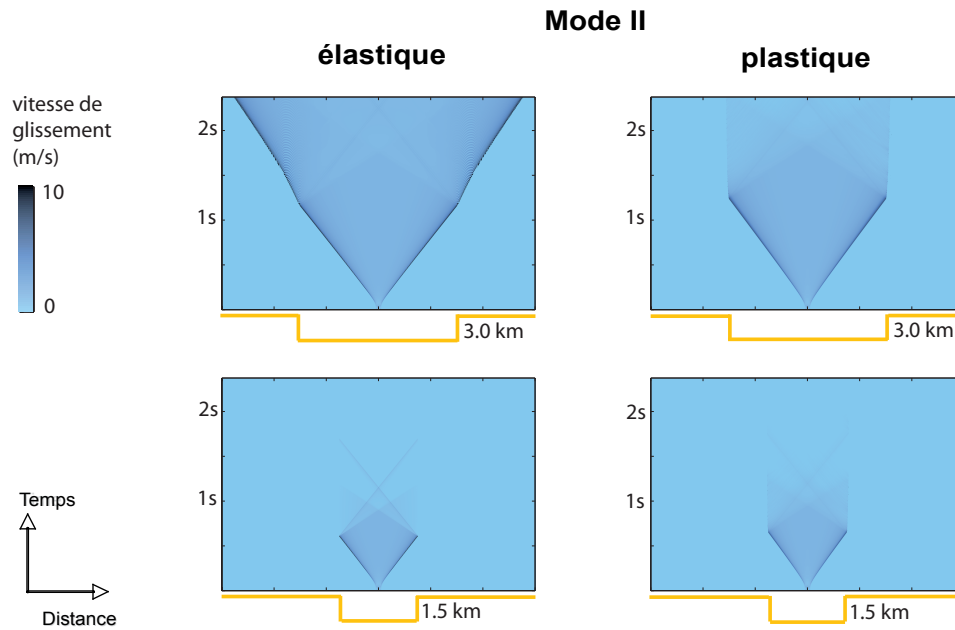 Mode II
élastique
plastique
vitesse de
glissement
(m/s)
10
0
2s
1s
3.0 km
2s
1s
3.0 km
2s
1s
1.5 km
2s
1s
1.5 km
Temps
Distance